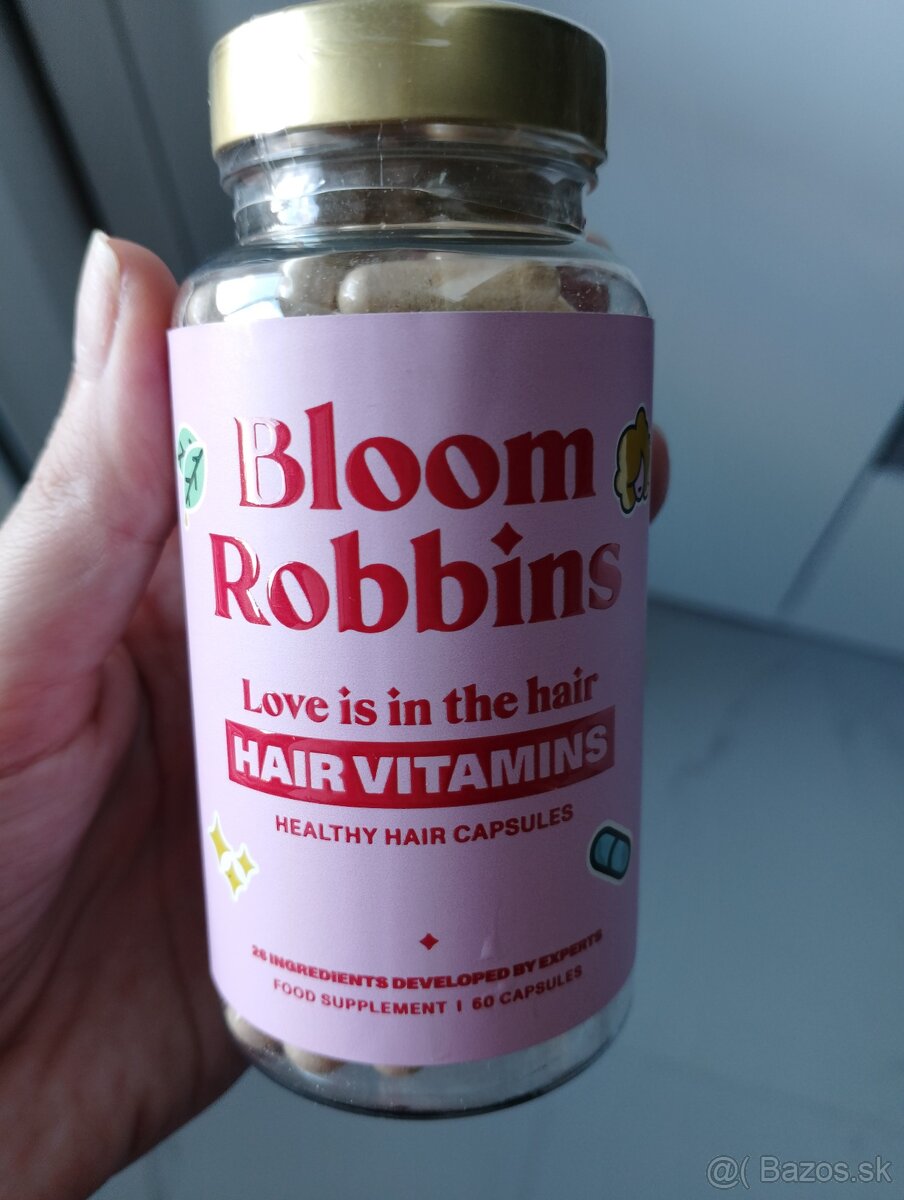 Bloom
Robbins
Love is in the hair
HAIR VITAMINS
HEALTHY HAIR CAPSULES
26 INGREDIENTS DEVELOPED BY EXPERTS
FOOD SUPPLEMENT | 60 CAPSULES
@( Bazos.sk